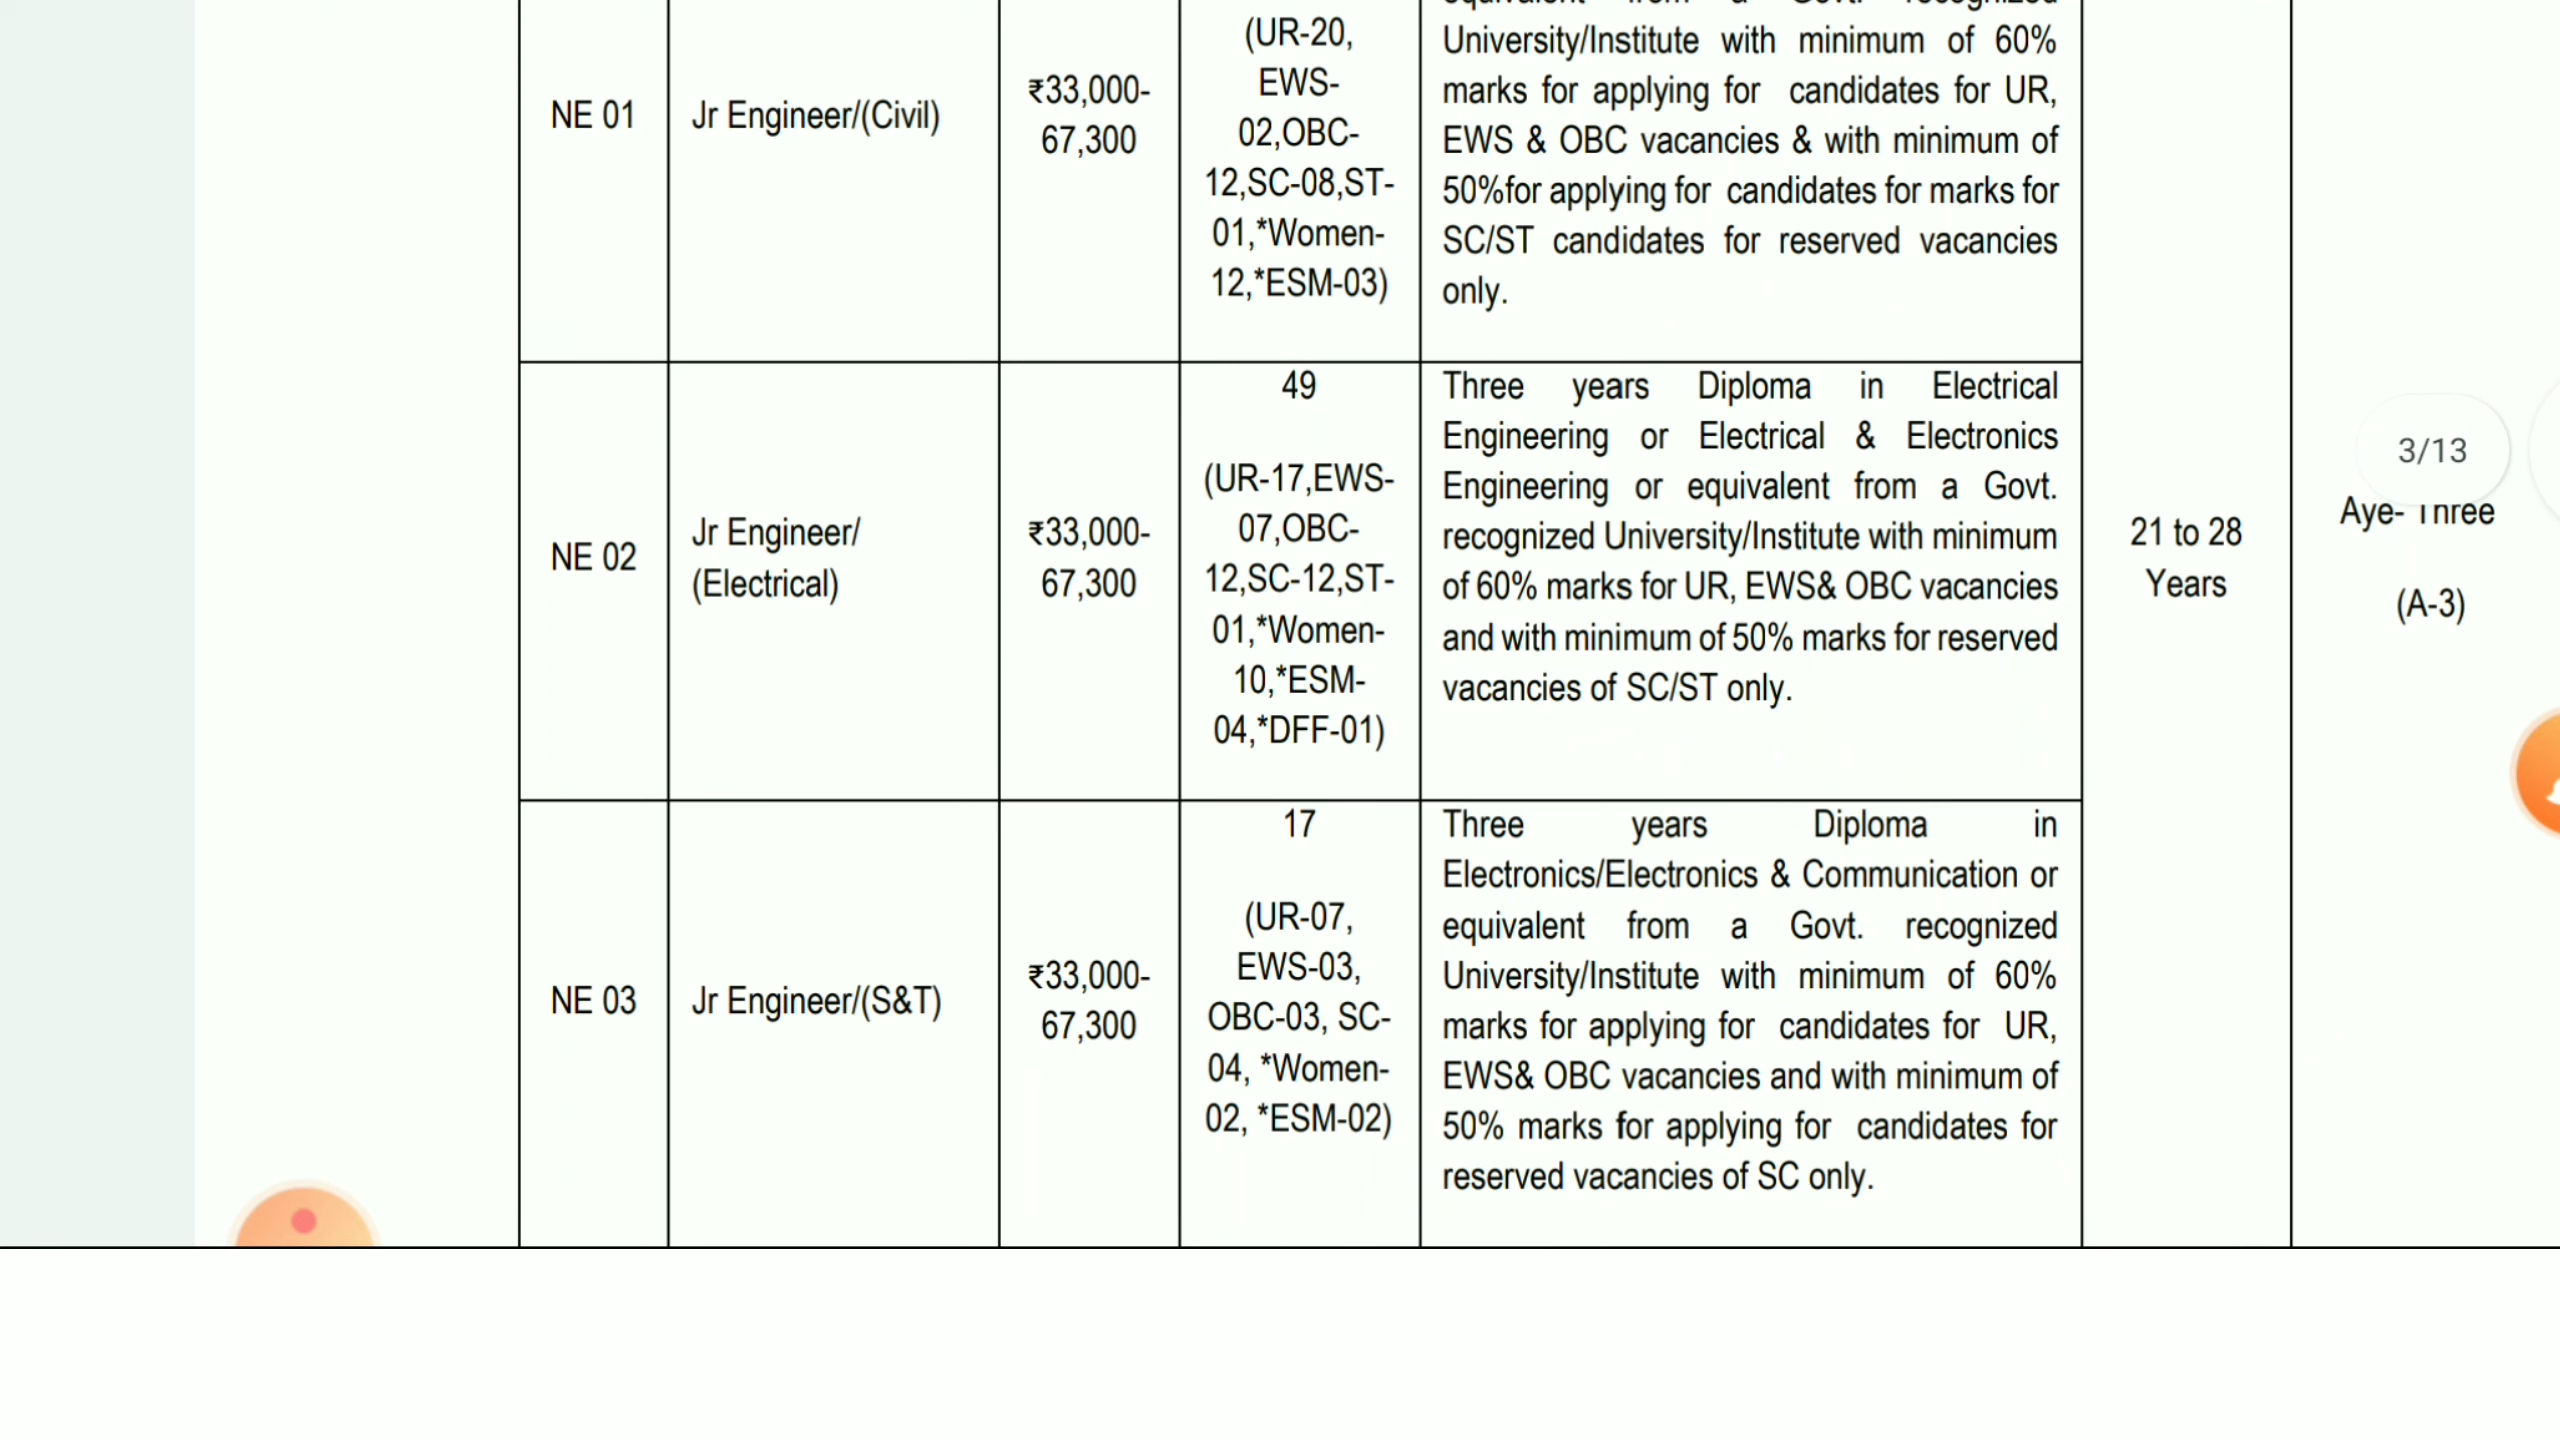 equivalent from a Govt. recognized
NE 01
Jr Engineer/(Civil)
₹33,000-
67,300
(UR-20,
EWS-
02,OBC-
12,SC-08,ST-
01,*Women-
12,*ESM-03)
University/Institute with minimum of 60%
marks for applying for candidates for UR,
EWS & OBC vacancies & with minimum of
50%for applying for candidates for marks for
SC/ST candidates for reserved vacancies
only.
NE 02
Jr Engineer/
(Electrical)
₹33,000-
67,300
49
(UR-17,EWS-
07,OBC-
12,SC-12,ST-
01,*Women-
10,*ESM-
04,*DFF-01)
Three years Diploma in Electrical
Engineering or Electrical & Electronics
Engineering or equivalent from a Govt.
recognized University/Institute with minimum
of 60% marks for UR, EWS& OBC vacancies
and with minimum of 50% marks for reserved
vacancies of SC/ST only.
NE 03
Jr Engineer/(S&T)
₹33,000-
67,300
17
(UR-07,
EWS-03,
OBC-03, SC-
04, *Women-
02, *ESM-02)
Three years Diploma in
Electronics/Electronics & Communication or
equivalent from a Govt. recognized
University/Institute with minimum of 60%
marks for applying for candidates for UR,
EWS& OBC vacancies and with minimum of
50% marks for applying for candidates for
reserved vacancies of SC only.
21 to 28
Years
3/13
Aye- Three
(A-3)